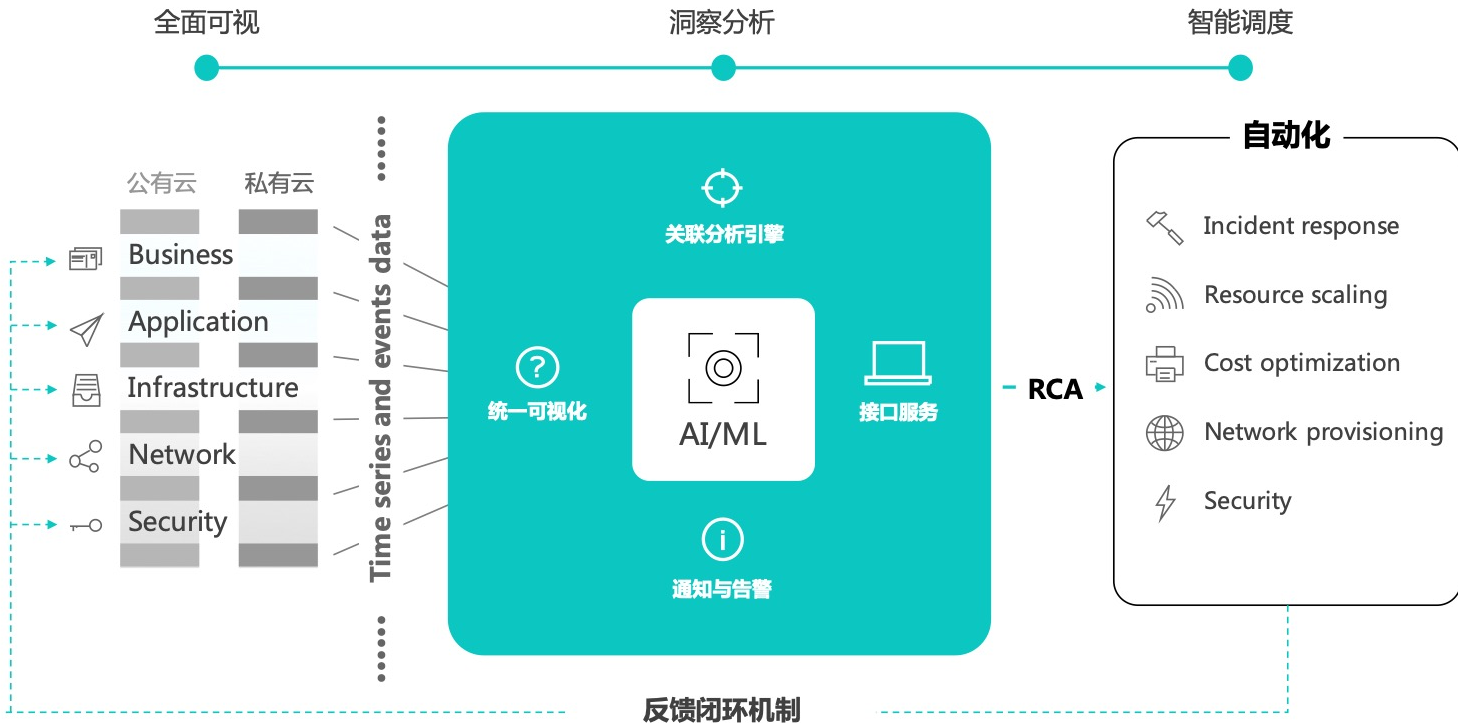 全面可视
洞察分析
智能调度
公有云
私有云
Business
Application
Infrastructure
Network
Security
Time series and events data
关联分析引擎
统一可视化
AI/ML
接口服务
通知与告警
RCA
自动化
Incident response
Resource scaling
Cost optimization
Network provisioning
Security
反馈闭环机制